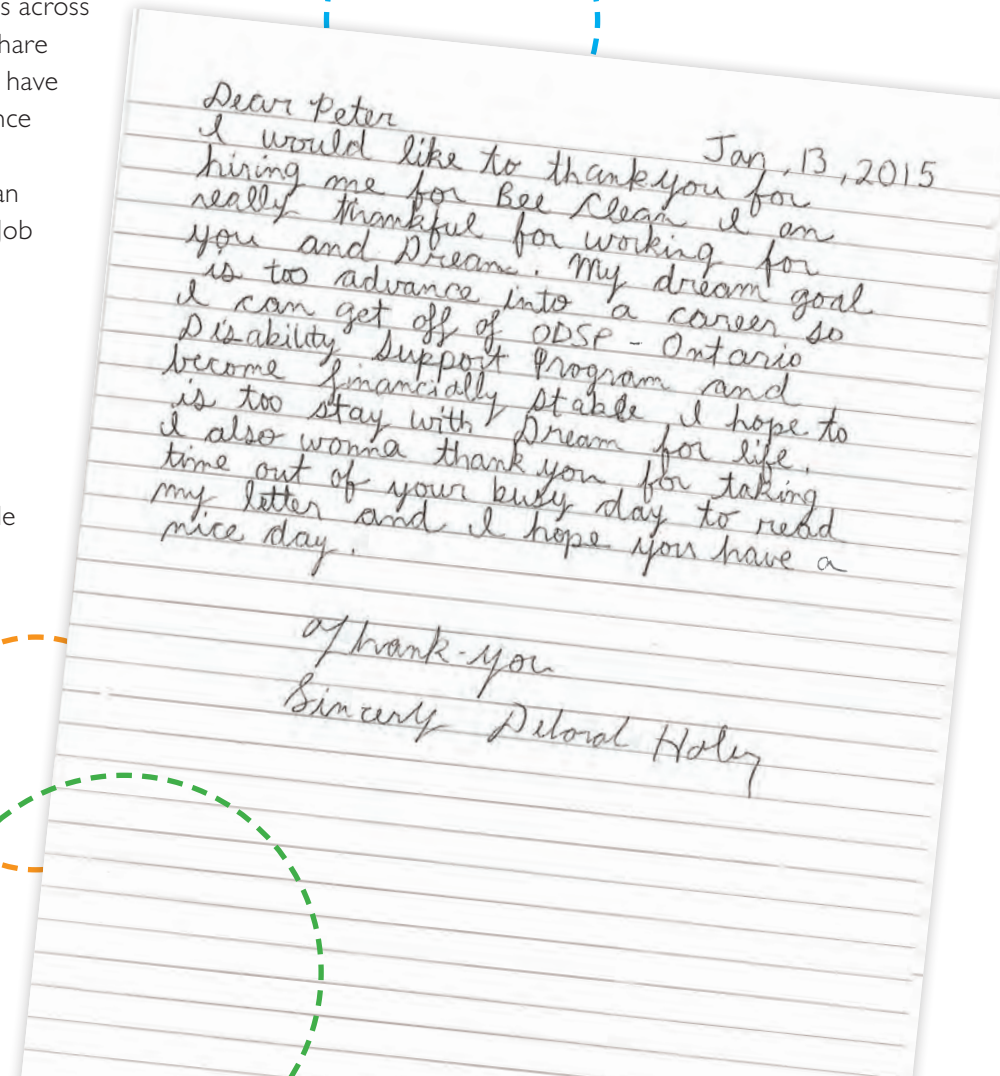 s across
hare
have
nce
an
Job
le
Dear Peter
Jan, 13, 2015
I would like to thankyou for
hiring me for Bee Clean I an
really thankful for working for
you and Dream. My dream goal
is too advance into a career so
I can get off of ODSP - Ontario
Disability Support Program and
become financially stable I hope to
is too stay with Dream for life.
I also wonna thank you for taking
time out of your busy day to read
my letter and I hope you have a
nice day.
Thank-you
Sincerly